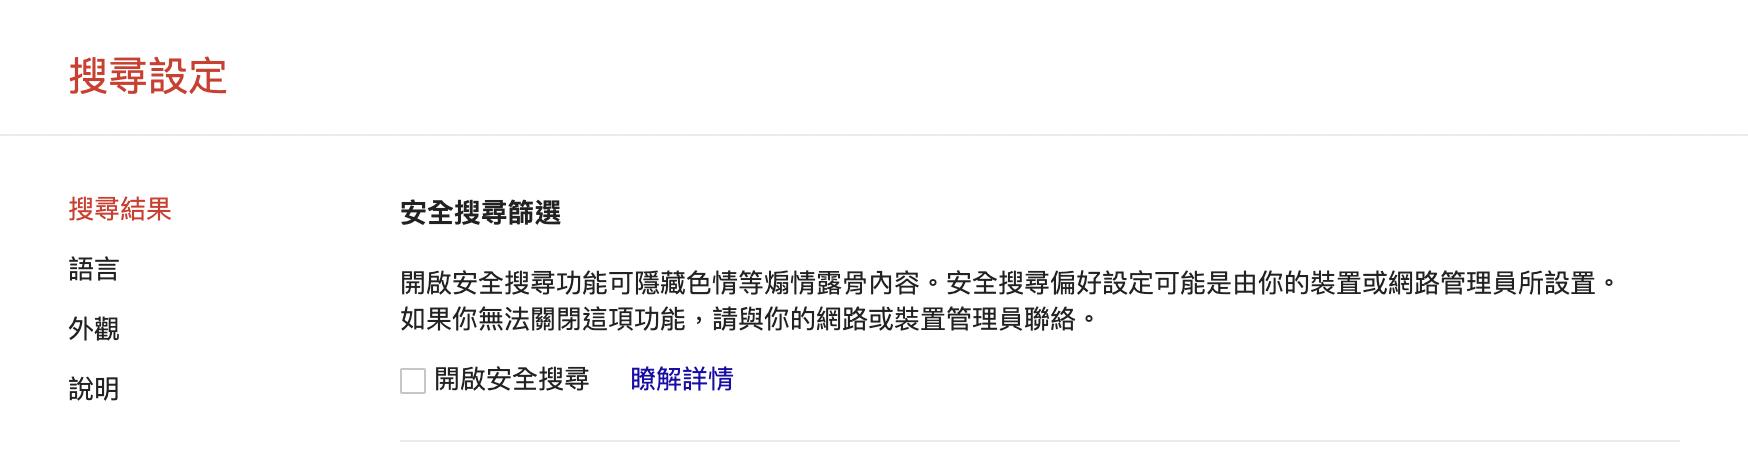 搜尋設定
搜尋結果
語言
外觀
說明
安全搜尋篩選
開啟安全搜尋功能可隱藏色情等煽情露骨內容。安全搜尋偏好設定可能是由你的裝置或網路管理員所設置。
如果你無法關閉這項功能，請與你的網路或裝置管理員聯絡。
開啟安全搜尋 瞭解詳情